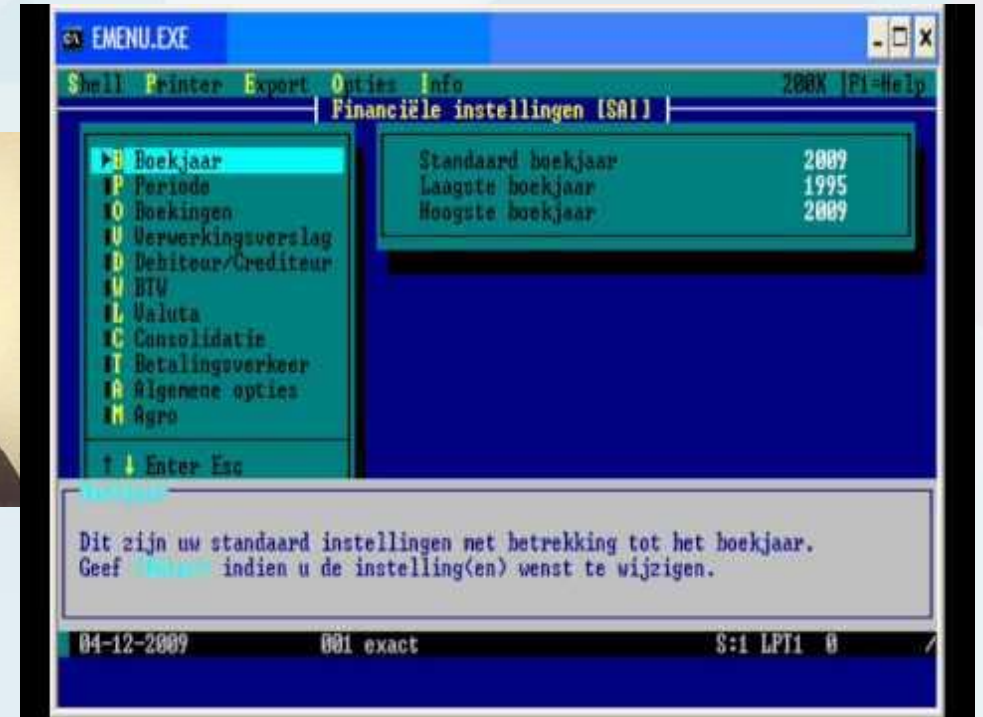 EMENU.EXE
Shell Printer Export Opties Info 200K |F1=Help
Financiële instellingen [SAI]
B Boekjaar
P Periode
O Boekingen
V Verwerkingsverslag
D Debiteur/Crediteur
W BTW
L Valuta
C Consolidatie
T Betalingsverkeer
A Algemene opties
M Agro
↑ ↓ Enter Esc
Standaard boekjaar 2009
Laagste boekjaar 1995
Hoogste boekjaar 2009
Boekjaar
Dit zijn uw standaard instellingen met betrekking tot het boekjaar.
Geef <Enter> indien u de instelling(en) wenst te wijzigen.
04-12-2009 001 exact S:1 LPT1 0 /